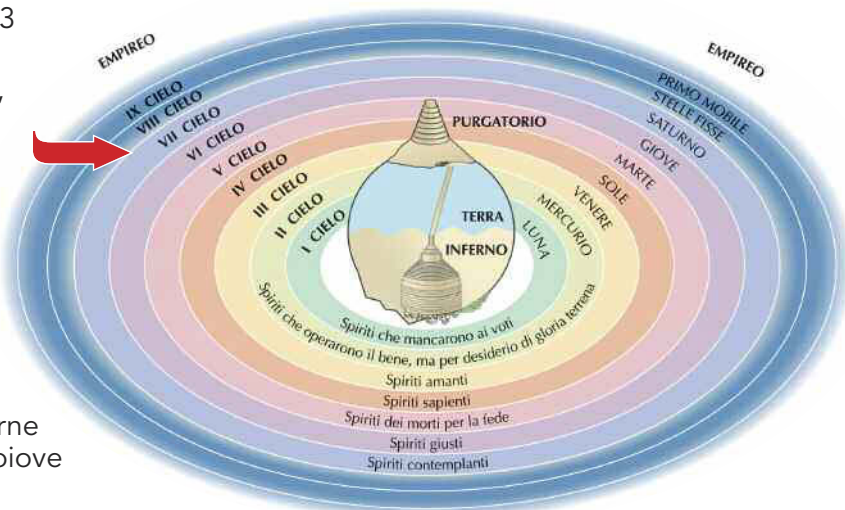 3
EMPIREO
EMPIREO
IX CIELO
VIII CIELO
VII CIELO
VI CIELO
V CIELO
IV CIELO
III CIELO
II CIELO
I CIELO
PRIMO MOBILE
STELLE FISSE
SATURNO
GIOVE
MARTE
SOLE
VENERE
MERCURIO
LUNA
PURGATORIO
TERRA
INFERNO
Spiriti che mancarono ai voti
Spiriti che operarono il bene, ma per desiderio di gloria terrena
Spiriti amanti
Spiriti sapienti
Spiriti dei morti per la fede
Spiriti giusti
Spiriti contemplanti
rne
piove